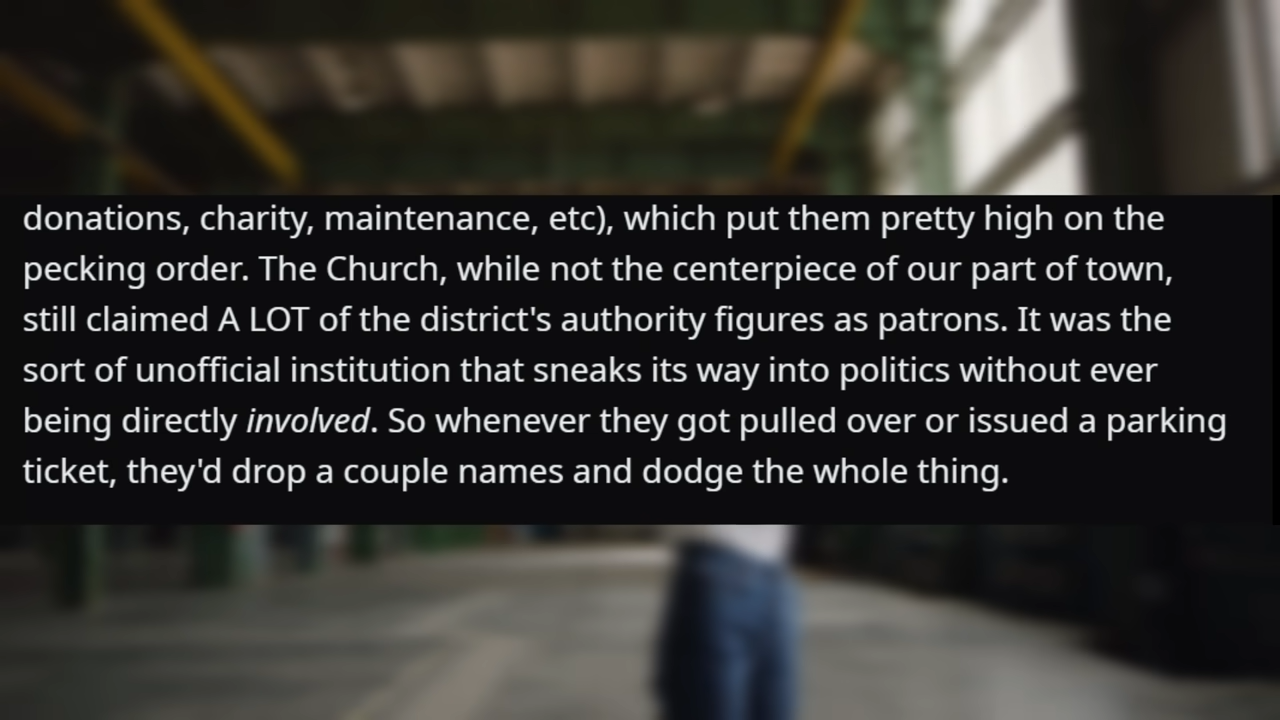 donations, charity, maintenance, etc), which put them pretty high on the
pecking order. The Church, while not the centerpiece of our part of town,
still claimed A LOT of the district's authority figures as patrons. It was the
sort of unofficial institution that sneaks its way into politics without ever
being directly involved. So whenever they got pulled over or issued a parking
ticket, they'd drop a couple names and dodge the whole thing.